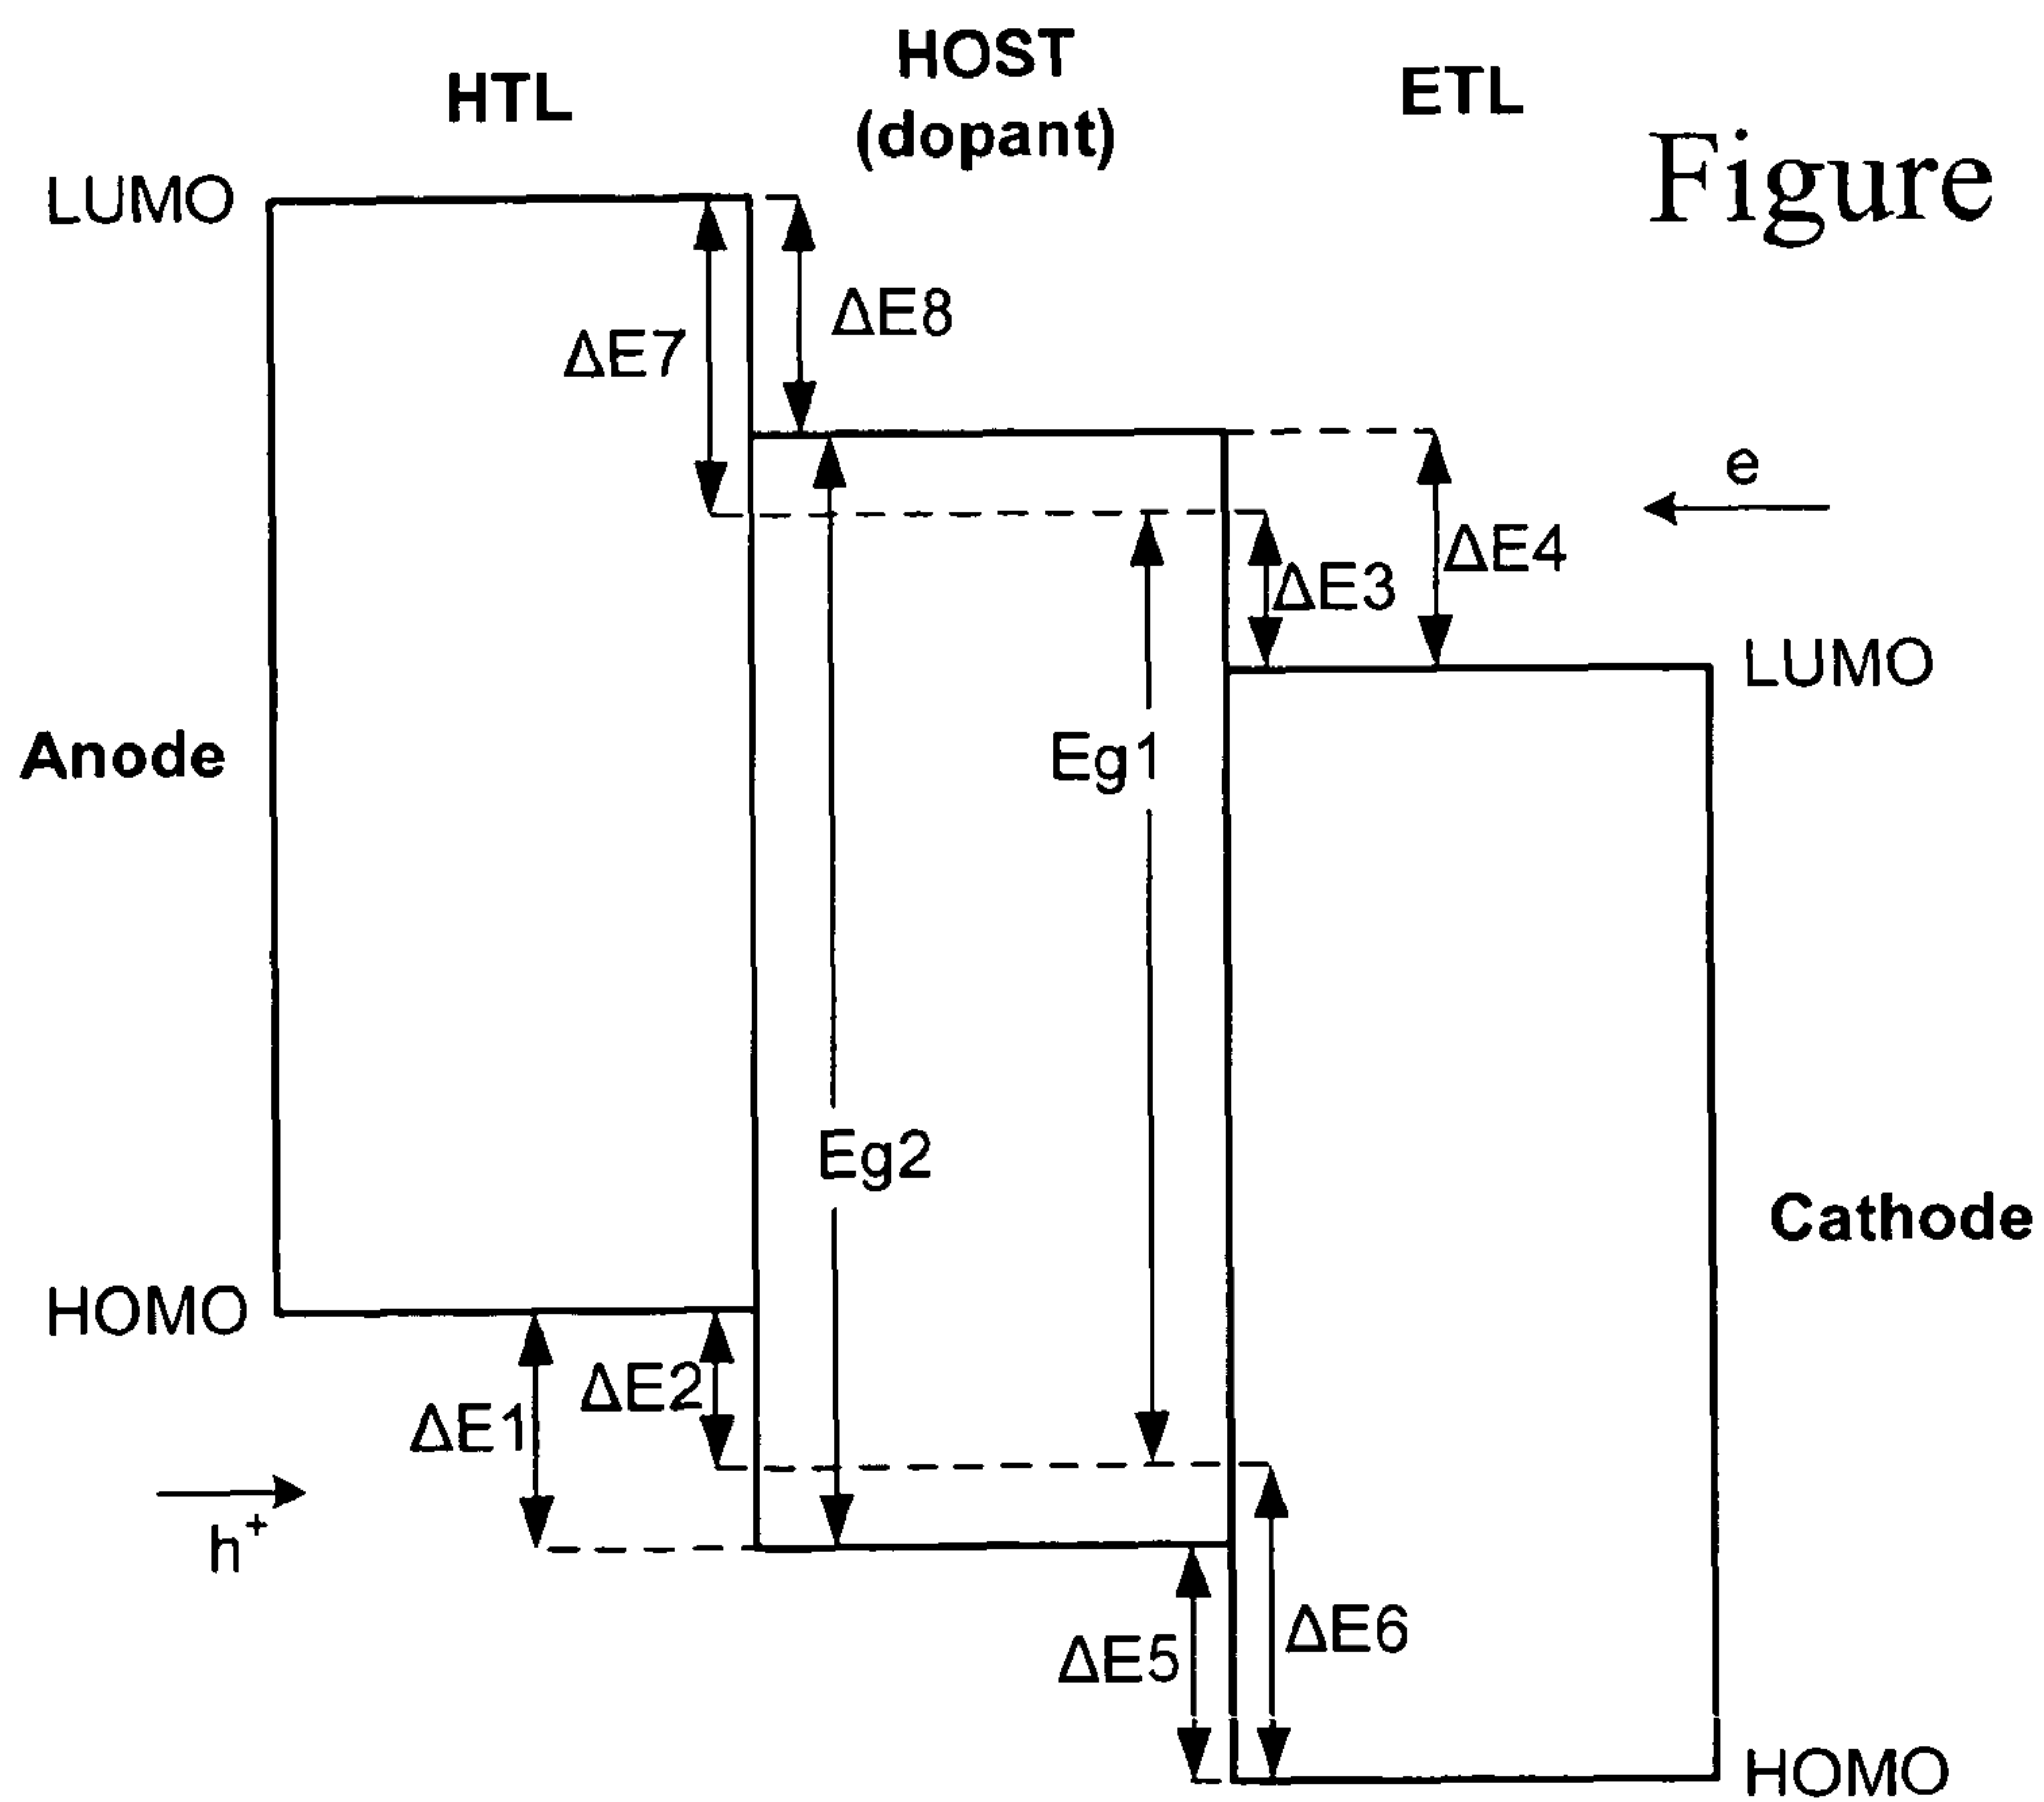 HOST
HTL
ETL
(dopant)
Figure
LUMO
ΔE8
ΔE7
e
ΔE4
ΔE3
LUMO
Anode
Eg1
Eg2
Cathode
HOMO
ΔE2
ΔE1
h+
ΔE6
ΔE5
HOMO